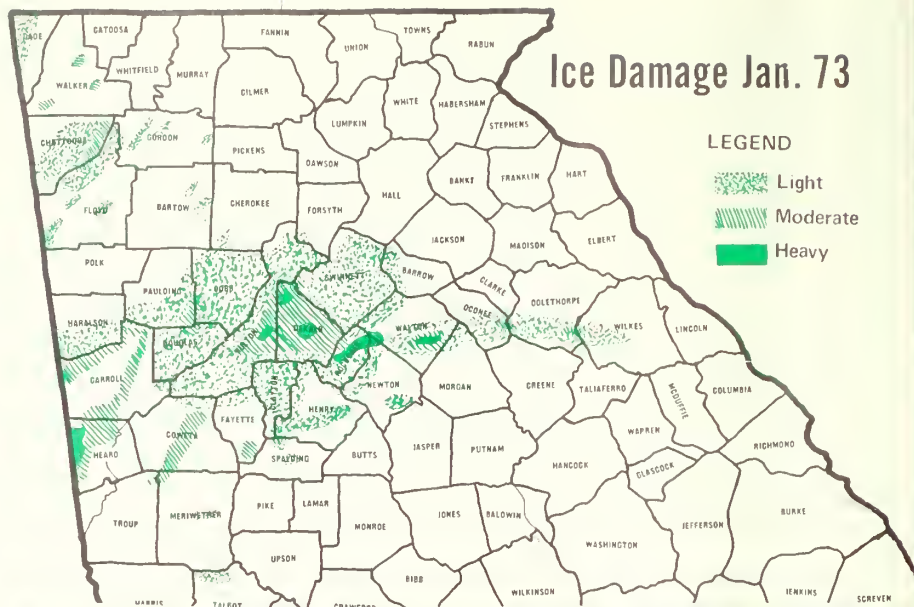 Ice Damage Jan. 73
LEGEND
Light
Moderate
Heavy
DADE
CATOOSA
FANNIN
UNION
TOWNS
RABUN
WALKER
WHITFIELD
MURRAY
GILMER
WHITE
HABERSHAM
STEPHENS
LUMPKIN
CHATTOOGA
GORDON
PICKENS
DAWSON
HALL
BANKS
FRANKLIN
HART
FLOYD
BARTOW
CHEROKEE
FORSYTH
JACKSON
MADISON
ELBERT
POLK
PAULDING
COBB
GWINNETT
BARROW
CLARKE
OCONEE
OGLETHORPE
WILKES
LINCOLN
HARALSON
DOUGLAS
FULTON
DEKALB
WALTON
CARROLL
CLAYTON
NEWTON
MORGAN
GREENE
TALIAFERRO
MCDUFFIE
COLUMBIA
FAYETTE
HENRY
COWETA
HEARD
SPALDING
BUTTS
JASPER
PUTNAM
HANCOCK
WARREN
GLASCOCK
RICHMOND
TROUP
MERIWETHER
PIKE
LAMAR
MONROE
JONES
BALDWIN
WASHINGTON
JEFFERSON
BURKE
UPSON
BIBB
WILKINSON
JENKINS
SCREVEN
HARRIS
TALBOT
CRAWFORD